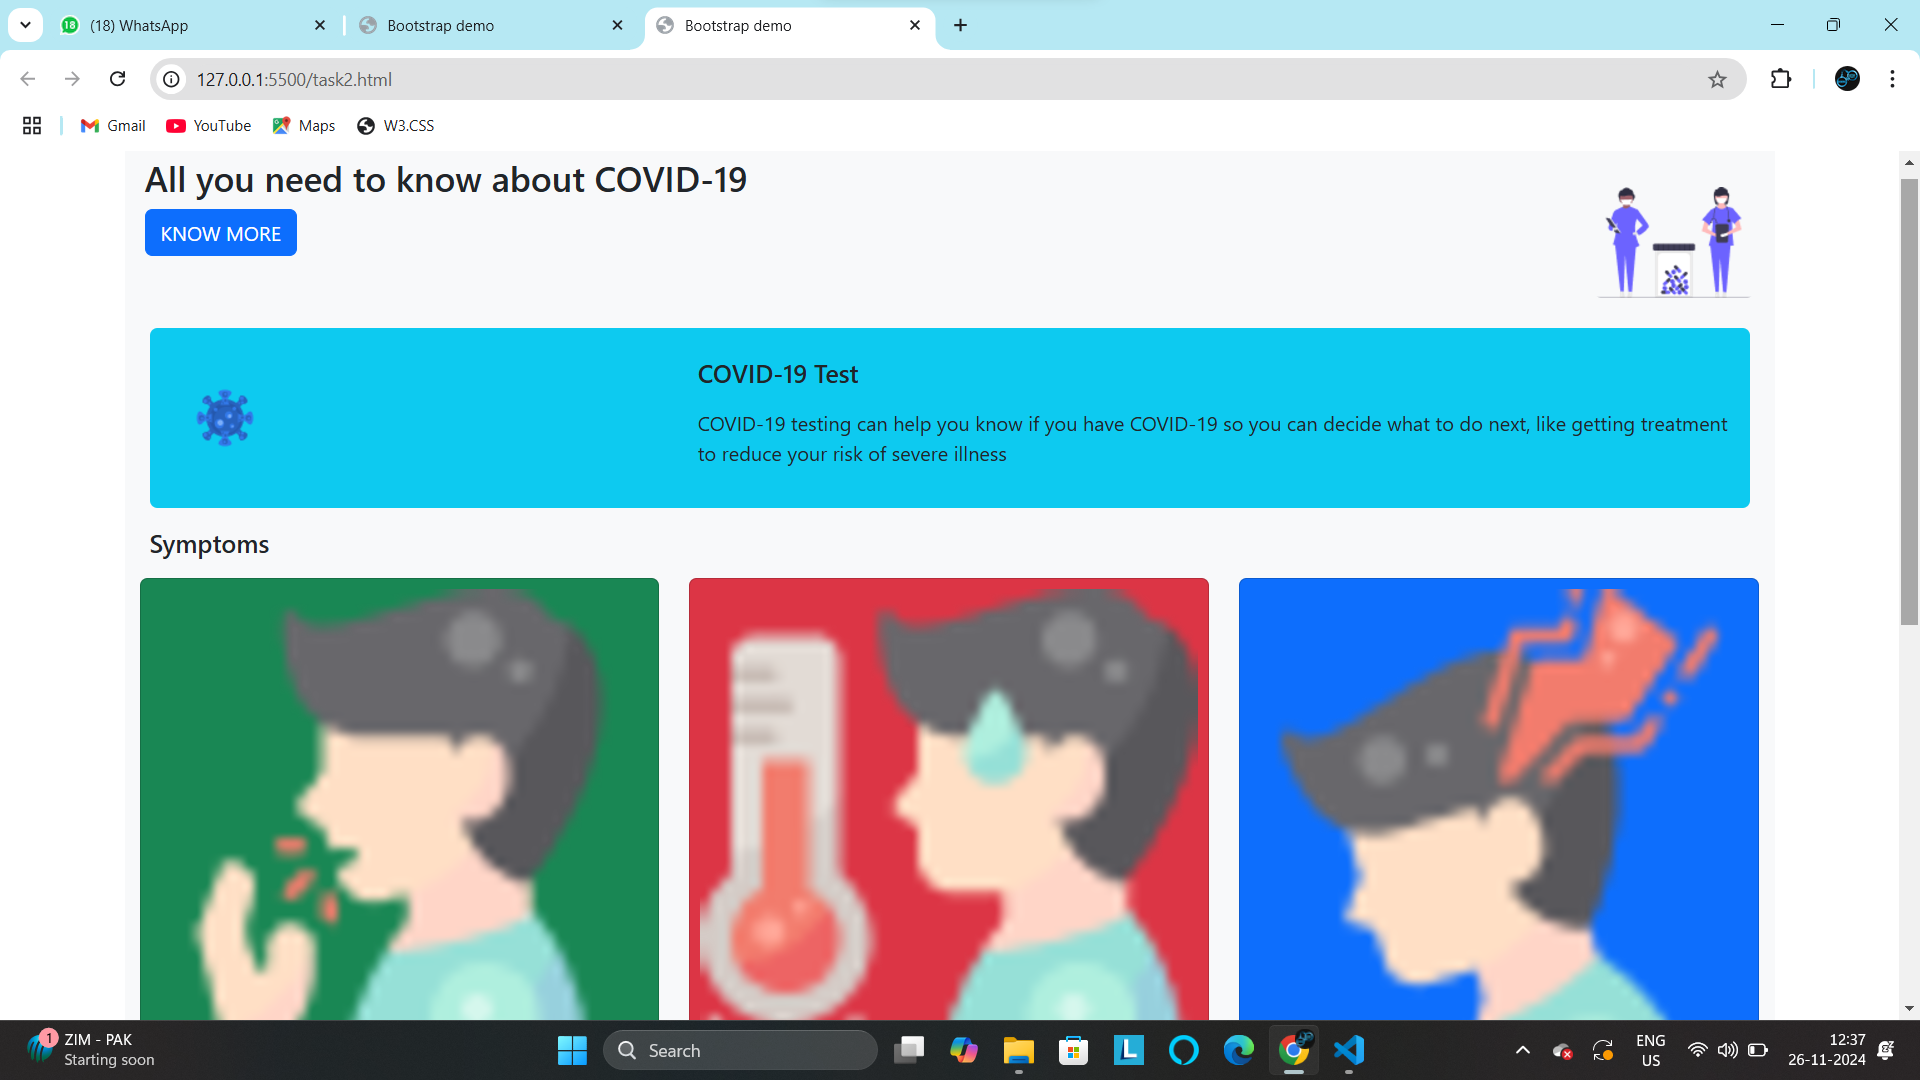 (18) WhatsApp
Bootstrap demo
Bootstrap demo
127.0.0.1:5500/task2.html
Gmail
YouTube
Maps
W3.CSS
All you need to know about COVID-19
KNOW MORE
COVID-19 Test
COVID-19 testing can help you know if you have COVID-19 so you can decide what to do next, like getting treatment
to reduce your risk of severe illness
Symptoms
1
ZIM - PAK
Starting soon
Search
L
ENG
US
12:37
26-11-2024